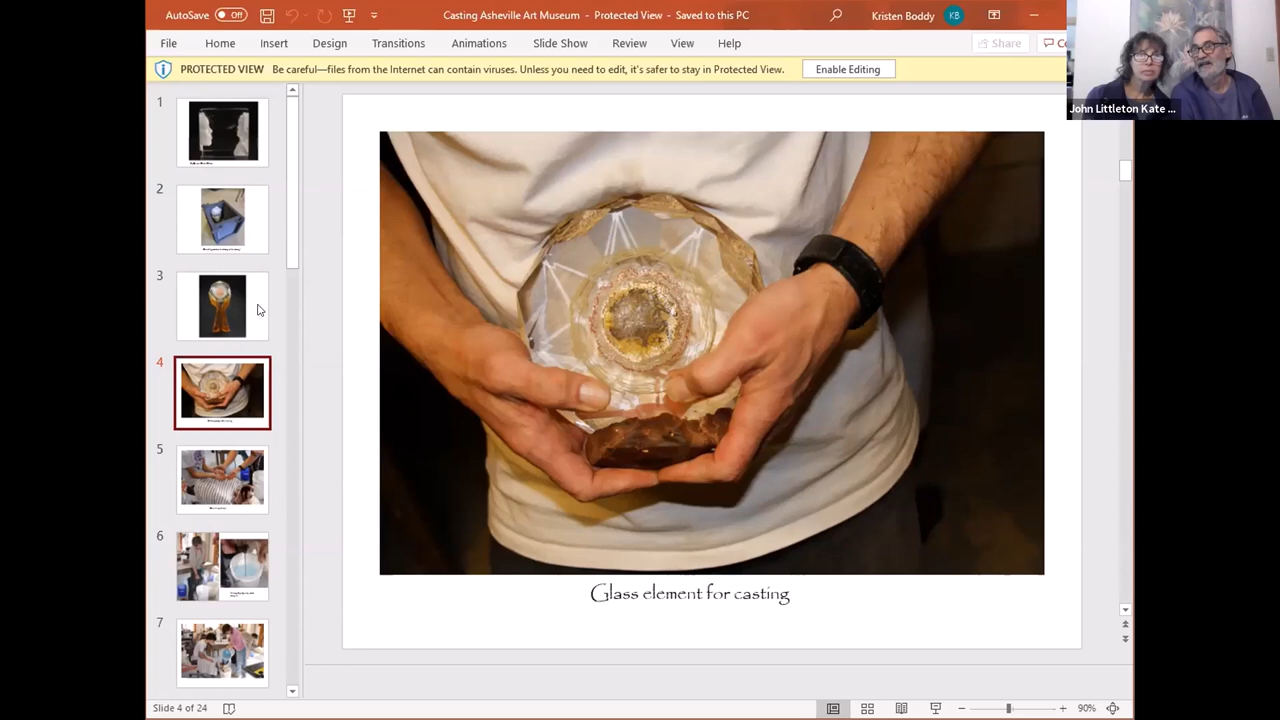 AutoSave Off
Casting Asheville Art Museum - Protected View - Saved to this PC
Kristen Boddy KB
File Home Insert Design Transitions Animations Slide Show Review View Help
Share Co
PROTECTED VIEW Be careful—files from the Internet can contain viruses. Unless you need to edit, it's safer to stay in Protected View. Enable Editing
John Littleton Kate ...
1
2
3
4
5
6
7
Glass element for casting
Slide 4 of 24
90%